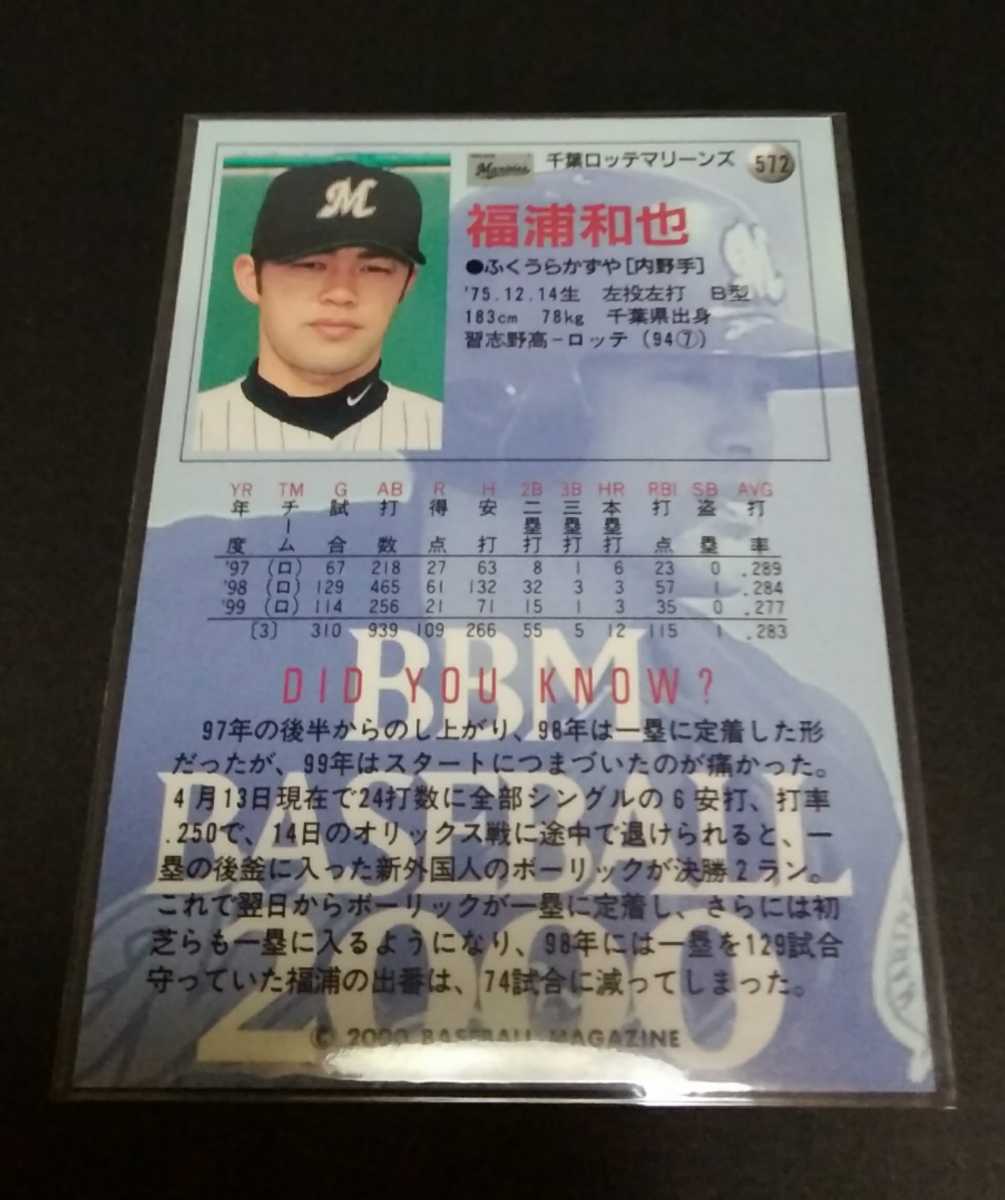 Marines 千葉ロッテマリーンズ 572
M
福浦和也
●ふくうらかずや[内野手]
'75.12.14生 左投左打 B型
183cm 78kg 千葉県出身
習志野高-ロッテ (94⑦)
YR TM G AB R H 2B 3B HR RBI SB AVG
年度 チーム 試合 打数 得点 安打 二塁打 三塁打 本塁打 打点 盗塁 打率
'97 (ロ) 67 218 27 63 8 1 6 23 0 .289
'98 (ロ) 129 465 61 132 32 3 3 57 1 .284
'99 (ロ) 114 256 21 71 15 1 3 35 0 .277
(3) 310 939 109 266 55 5 12 115 1 .283
BBM
DID YOU KNOW?
97年の後半からのし上がり、98年は一塁に定着した形
だったが、99年はスタートにつまづいたのが痛かった。
4月13日現在で24打数に全部シングルの6安打、打率
.250で、14日のオリックス戦に途中で退けられると、一
塁の後釜に入った新外国人のボーリックが決勝2ラン。
これで翌日からボーリックが一塁に定着し、さらには初
芝らも一塁に入るようになり、98年には一塁を129試合
守っていた福浦の出番は、74試合に減ってしまった。
BASEBALL
2000
© 2000 BASEBALL MAGAZINE